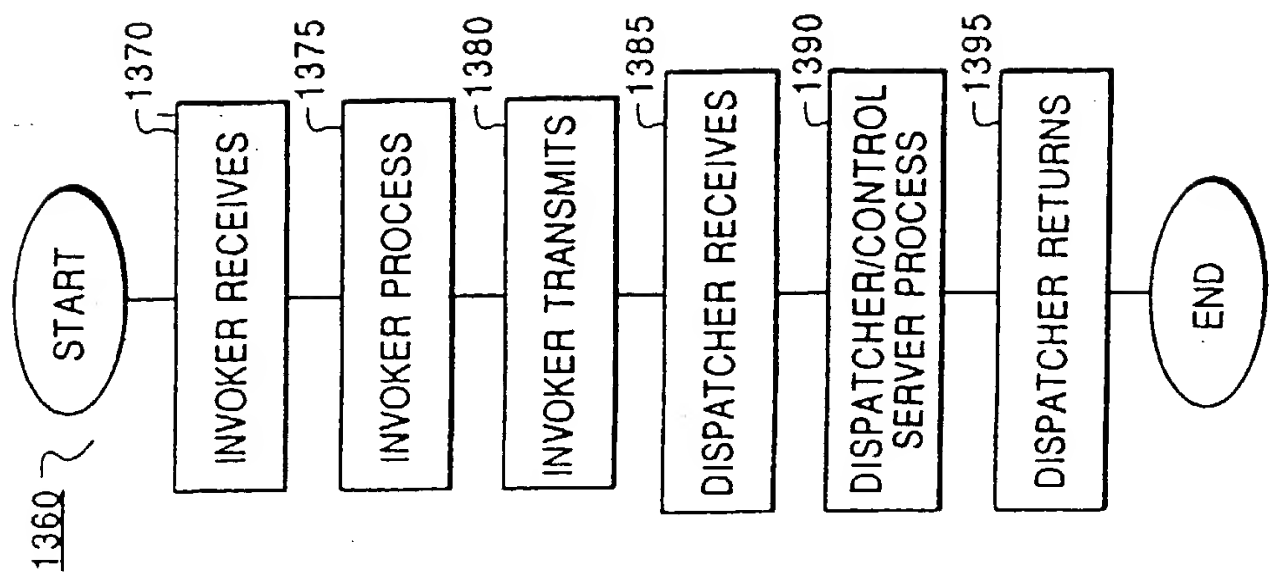 1360
START
1370
INVOKER RECEIVES
1375
INVOKER PROCESS
1380
INVOKER TRANSMITS
1385
DISPATCHER RECEIVES
1390
DISPATCHER/CONTROL
SERVER PROCESS
1395
DISPATCHER RETURNS
END